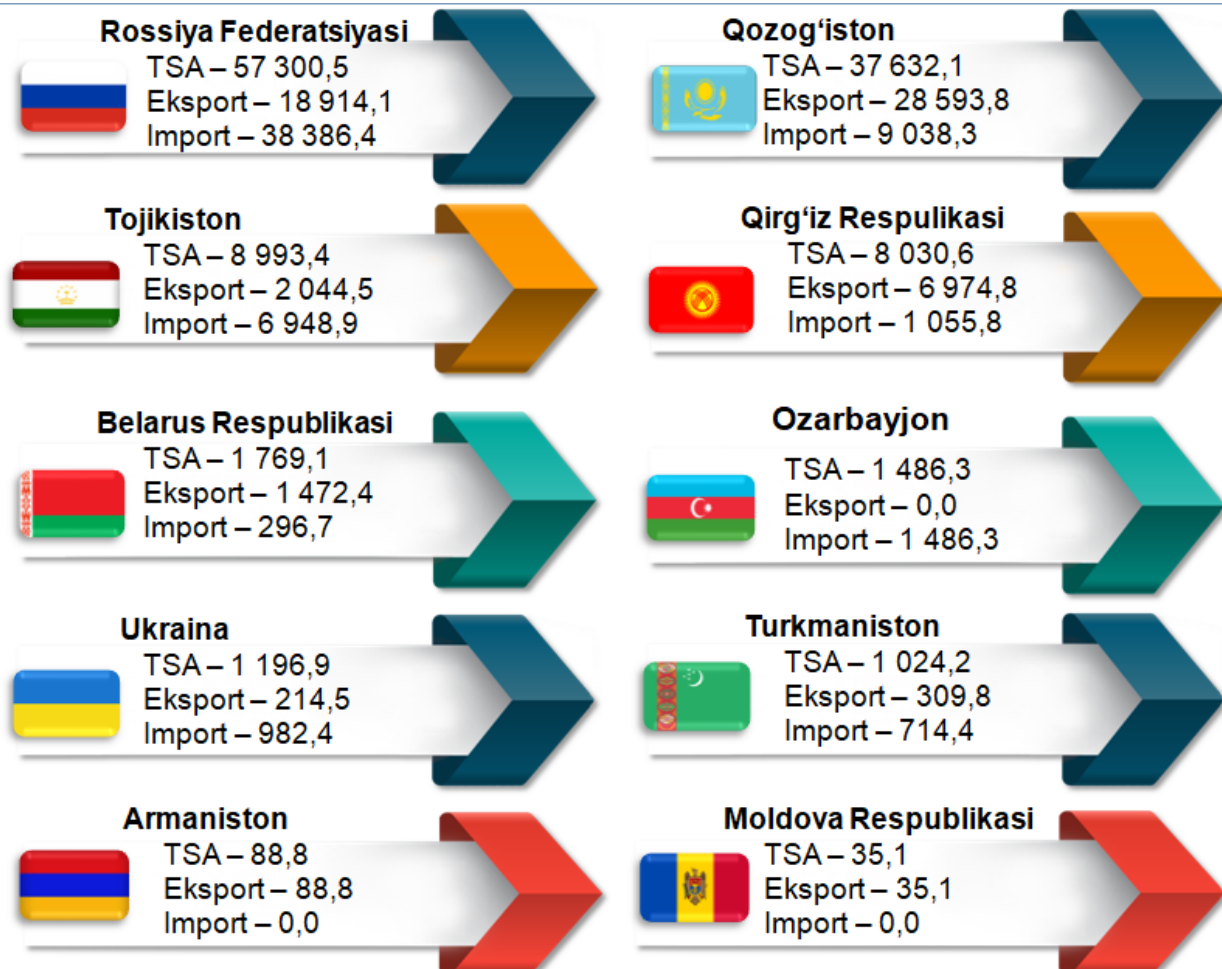 Rossiya Federatsiyasi
TSA – 57 300,5
Eksport – 18 914,1
Import – 38 386,4
Qozog‘iston
TSA – 37 632,1
Eksport – 28 593,8
Import – 9 038,3
Tojikiston
TSA – 8 993,4
Eksport – 2 044,5
Import – 6 948,9
Qirg‘iz Respulikasi
TSA – 8 030,6
Eksport – 6 974,8
Import – 1 055,8
Belarus Respublikasi
TSA – 1 769,1
Eksport – 1 472,4
Import – 296,7
Ozarbayjon
TSA – 1 486,3
Eksport – 0,0
Import – 1 486,3
Ukraina
TSA – 1 196,9
Eksport – 214,5
Import – 982,4
Turkmaniston
TSA – 1 024,2
Eksport – 309,8
Import – 714,4
Armaniston
TSA – 88,8
Eksport – 88,8
Import – 0,0
Moldova Respublikasi
TSA – 35,1
Eksport – 35,1
Import – 0,0